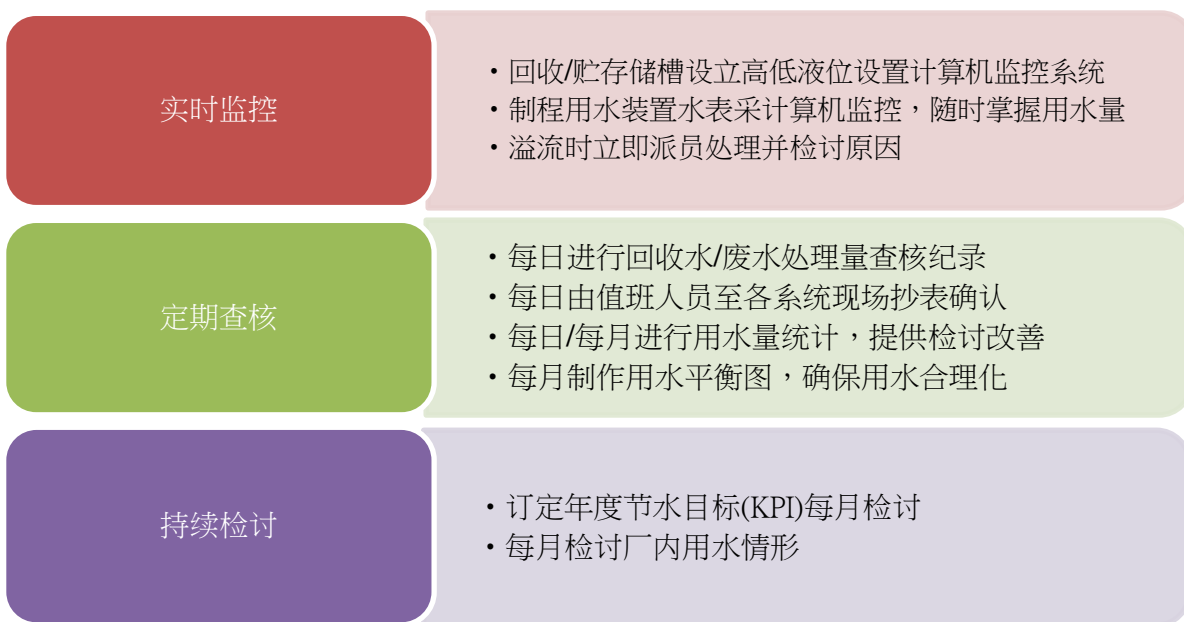 实时监控
・回收/贮存储槽设立高低液位设置计算机监控系统
・制程用水装置水表采计算机监控，随时掌握用水量
・溢流时立即派员处理并检讨原因
定期查核
・每日进行回收水/废水处理量查核纪录
・每日由值班人员至各系统现场抄表确认
・每日/每月进行用水量统计，提供检讨改善
・每月制作用水平衡图，确保用水合理化
持续检讨
・订定年度节水目标(KPI)每月检讨
・每月检讨厂内用水情形